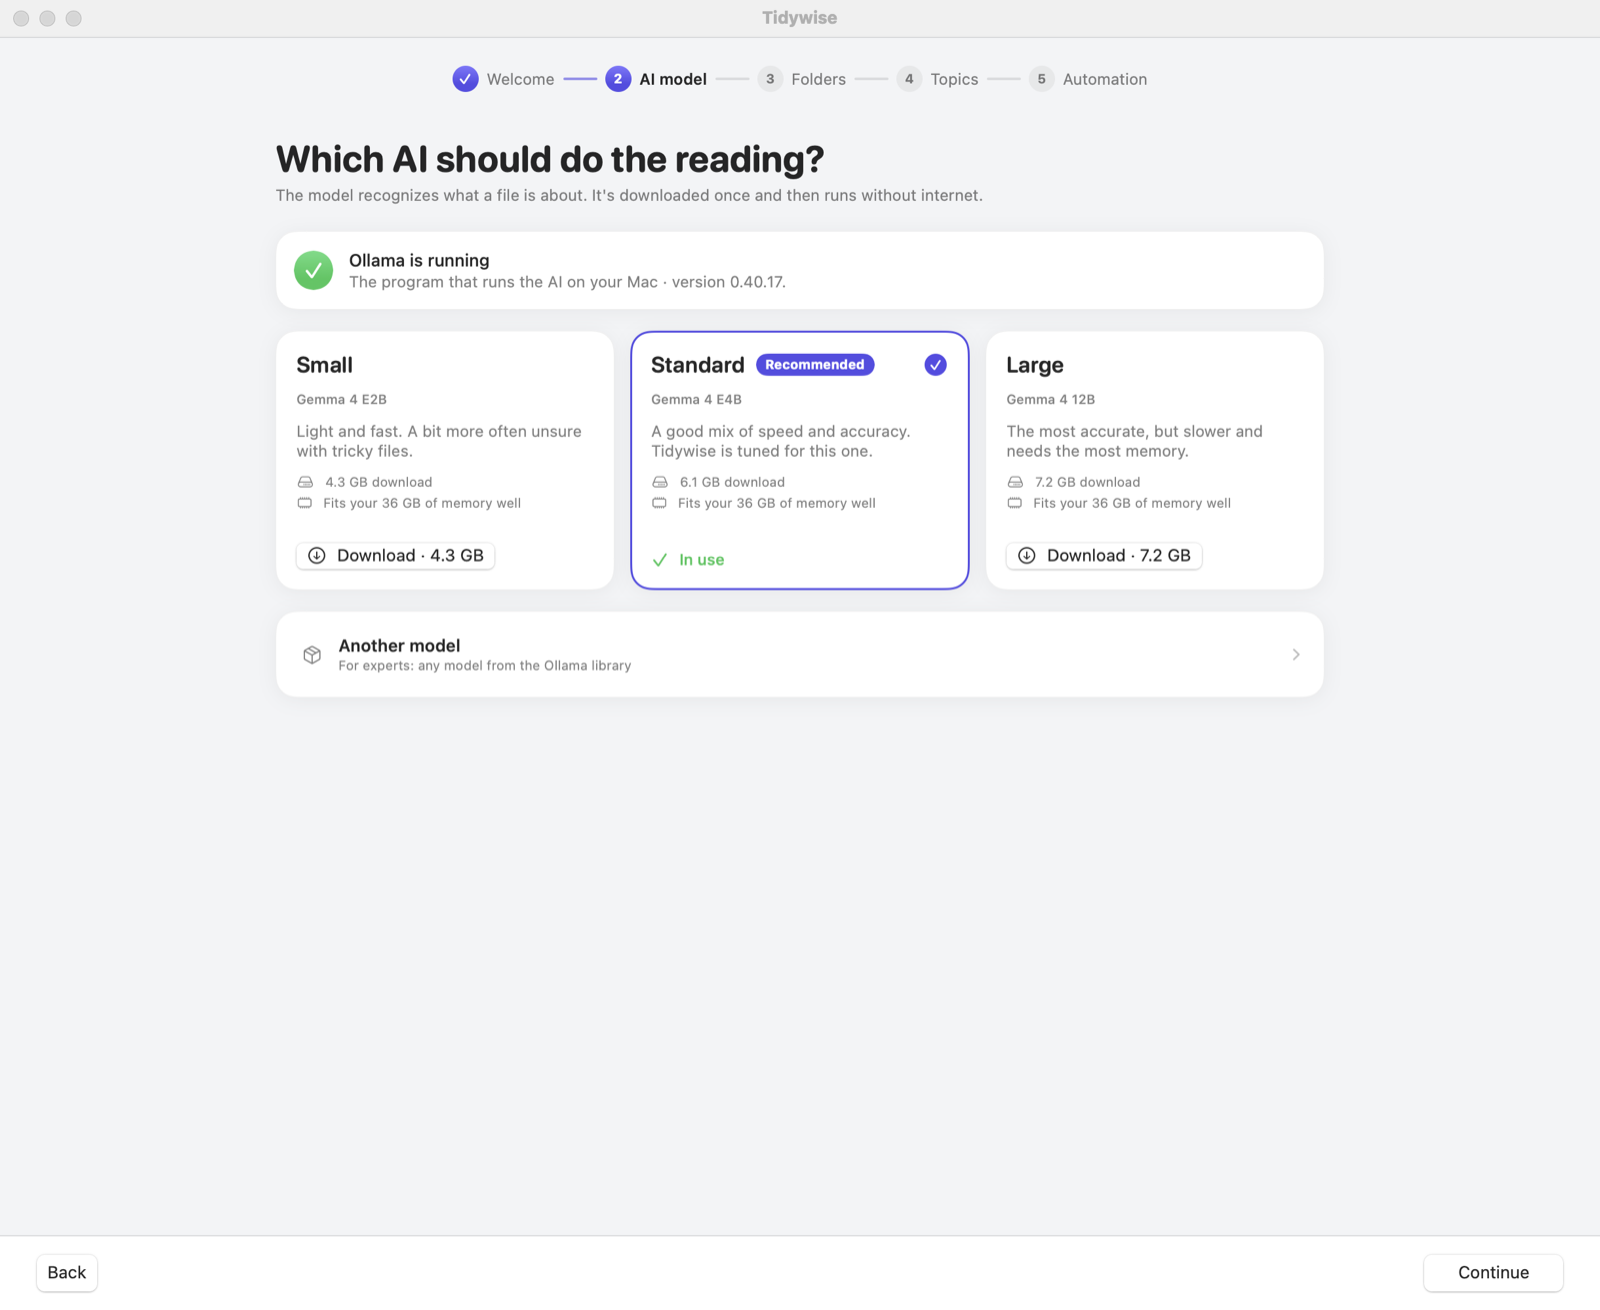 Tidywise
Welcome
2 AI model
3 Folders
4 Topics
5 Automation
Which AI should do the reading?
The model recognizes what a file is about. It's downloaded once and then runs without internet.
Ollama is running
The program that runs the AI on your Mac · version 0.40.17.
Small
Gemma 4 E2B
Light and fast. A bit more often unsure
with tricky files.
4.3 GB download
Fits your 36 GB of memory well
Download · 4.3 GB
Standard Recommended
Gemma 4 E4B
A good mix of speed and accuracy.
Tidywise is tuned for this one.
6.1 GB download
Fits your 36 GB of memory well
In use
Large
Gemma 4 12B
The most accurate, but slower and
needs the most memory.
7.2 GB download
Fits your 36 GB of memory well
Download · 7.2 GB
Another model
For experts: any model from the Ollama library
Back
Continue